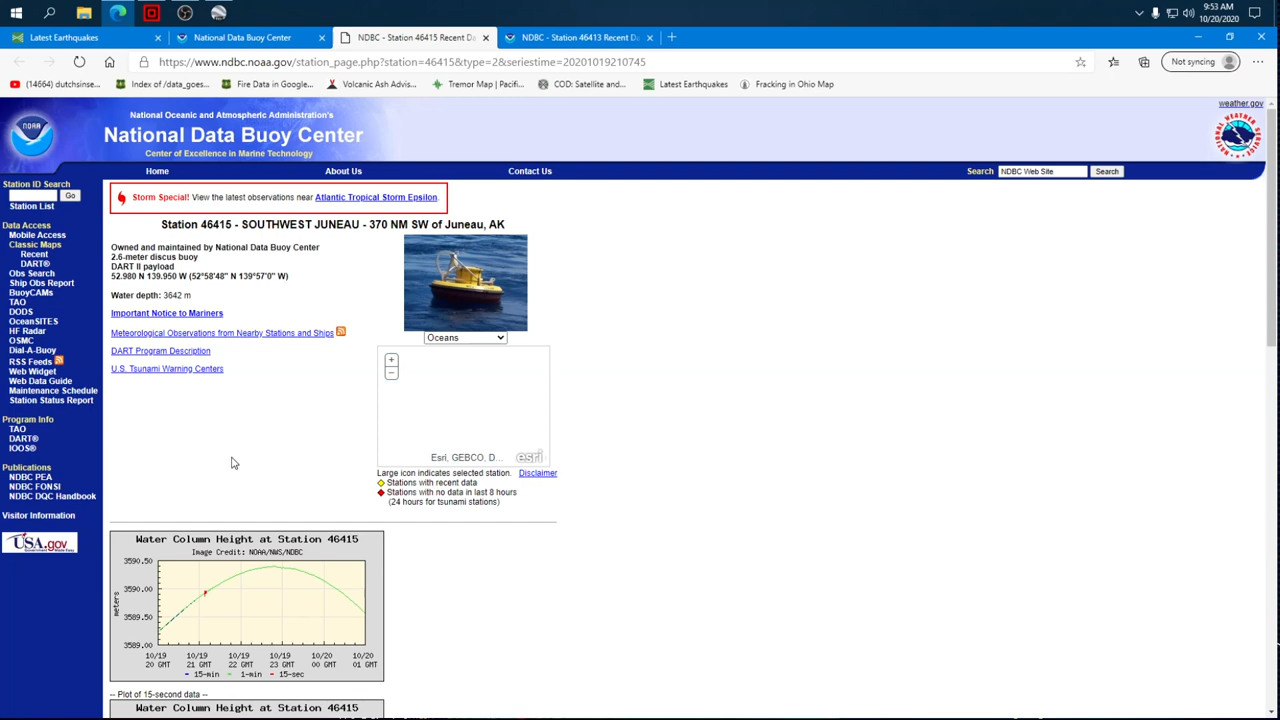 9:53 AM
10/20/2020
Latest Earthquakes
National Data Buoy Center
NDBC - Station 46415 Recent Da
NDBC - Station 46413 Recent D
https://www.ndbc.noaa.gov/station_page.php?station=46415&type=2&seriestime=20201019210745
Not syncing
(14664) dutchsinse...
Index of /data_goes...
Fire Data in Google...
Volcanic Ash Advis...
Tremor Map | Pacifi...
COD: Satellite and...
Latest Earthquakes
Fracking in Ohio Map
weather.gov
NOAA
National Oceanic and Atmospheric Administration's
National Data Buoy Center
Center of Excellence in Marine Technology
Home
About Us
Contact Us
Search
NDBC Web Site
Search
Station ID Search
Go
Station List
Data Access
Mobile Access
Classic Maps
Recent
DART®
Obs Search
Ship Obs Report
BuoyCAMs
TAO
DODS
OceanSITES
HF Radar
OSMC
Dial-A-Buoy
RSS Feeds
Web Widget
Web Data Guide
Maintenance Schedule
Station Status Report
Program Info
TAO
DART®
IOOS®
Publications
NDBC PEA
NDBC FONSI
NDBC DQC Handbook
Visitor Information
USA.gov
Storm Special! View the latest observations near Atlantic Tropical Storm Epsilon.
Station 46415 - SOUTHWEST JUNEAU - 370 NM SW of Juneau, AK
Owned and maintained by National Data Buoy Center
2.6-meter discus buoy
DART II payload
52.980 N 139.950 W (52°58'48" N 139°57'0" W)
Water depth: 3642 m
Important Notice to Mariners
Meteorological Observations from Nearby Stations and Ships
DART Program Description
U.S. Tsunami Warning Centers
Oceans
+
−
Esri, GEBCO, D...
esri
Large icon indicates selected station. Disclaimer
Stations with recent data
Stations with no data in last 8 hours
(24 hours for tsunami stations)
Water Column Height at Station 46415
Image Credit: NOAA/NWS/NDBC
3590.50
3590.00
3589.50
3589.00
meters
10/19 10/19 10/19 10/19 10/20 10/20
20 GMT 21 GMT 22 GMT 23 GMT 00 GMT 01 GMT
15-min 1-min 15-sec
-- Plot of 15-second data --
Water Column Height at Station 46415